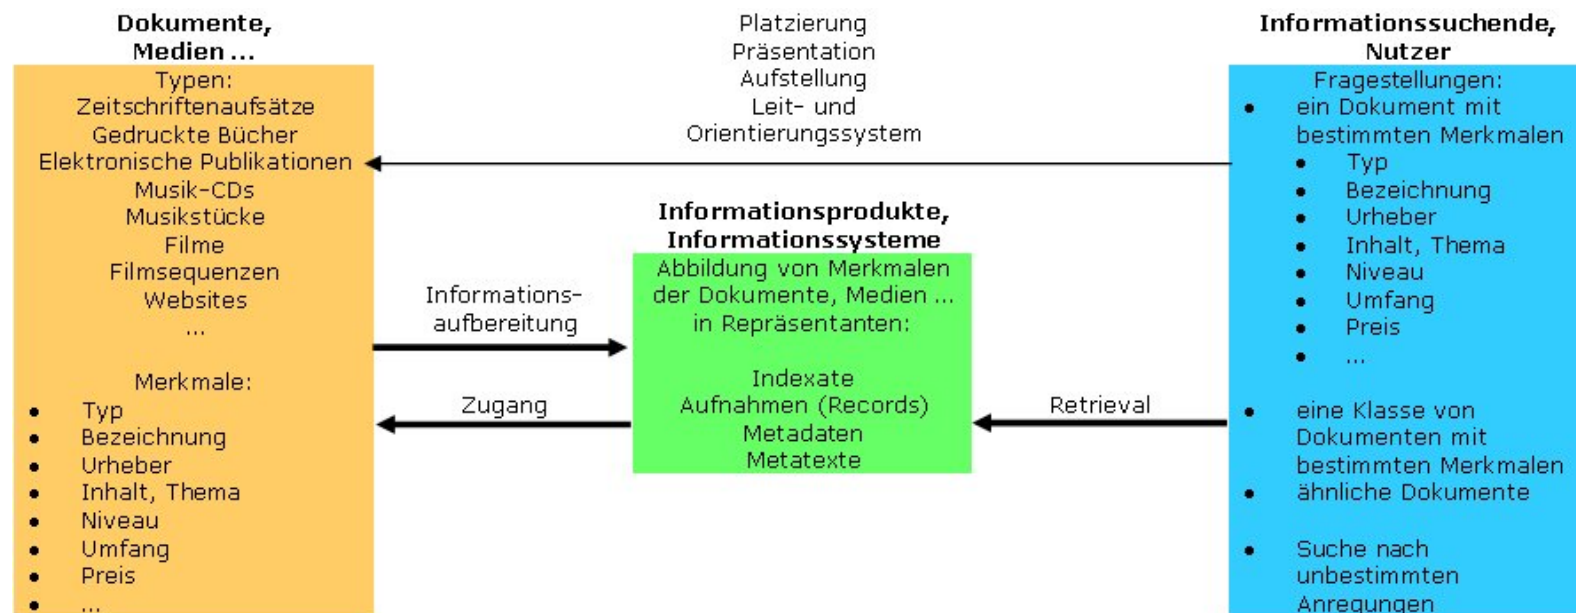 Dokumente,
Medien ...
Typen:
Zeitschriftenaufsätze
Gedruckte Bücher
Elektronische Publikationen
Musik-CDs
Musikstücke
Filme
Filmsequenzen
Websites
...
Merkmale:
• Typ
• Bezeichnung
• Urheber
• Inhalt, Thema
• Niveau
• Umfang
• Preis
• ...
Platzierung
Präsentation
Aufstellung
Leit- und
Orientierungssystem
Informations-
aufbereitung
Zugang
Informationsprodukte,
Informationssysteme
Abbildung von Merkmalen
der Dokumente, Medien ...
in Repräsentanten:
Indexate
Aufnahmen (Records)
Metadaten
Metatexte
Retrieval
Informationssuchende,
Nutzer
Fragestellungen:
• ein Dokument mit
bestimmten Merkmalen
• Typ
• Bezeichnung
• Urheber
• Inhalt, Thema
• Niveau
• Umfang
• Preis
• ...
• eine Klasse von
Dokumenten mit
bestimmten Merkmalen
• ähnliche Dokumente
• Suche nach
unbestimmten
Anregungen